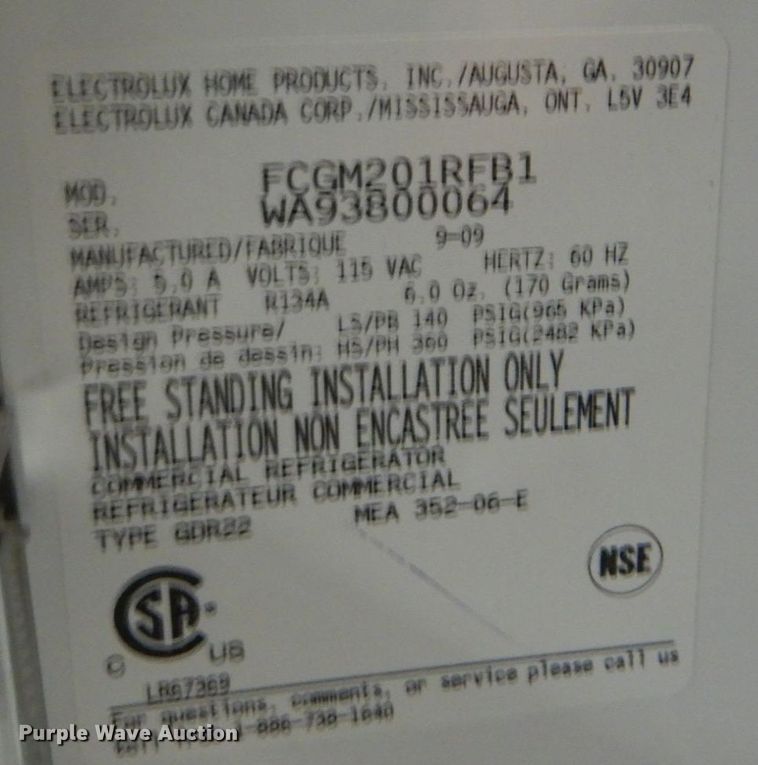 ELECTROLUX HOME PRODUCTS, INC./AUGUSTA, GA, 30907
ELECTROLUX CANADA CORP./MISSISSAUGA, ONT, L5V 3E4
MOD. FCGM201RFB1
SER. WA93800064
MANUFACTURED/FABRIQUE 9-09
AMPS: 5.0 A VOLTS: 115 VAC HERTZ: 60 HZ
REFRIGERANT R134A 6.0 Oz. (170 Grams)
Design Pressure/ LS/PB 140 PSIG(965 KPa)
Pression de dessin: HS/PH 360 PSIG(2482 KPa)
FREE STANDING INSTALLATION ONLY
INSTALLATION NON ENCASTREE SEULEMENT
COMMERCIAL REFRIGERATOR
REFRIGERATEUR COMMERCIAL
TYPE GDR22 MEA 352-06-E
NSF
SA
C US
LR67369
For questions, comments, or service please call us
Purple Wave Auction